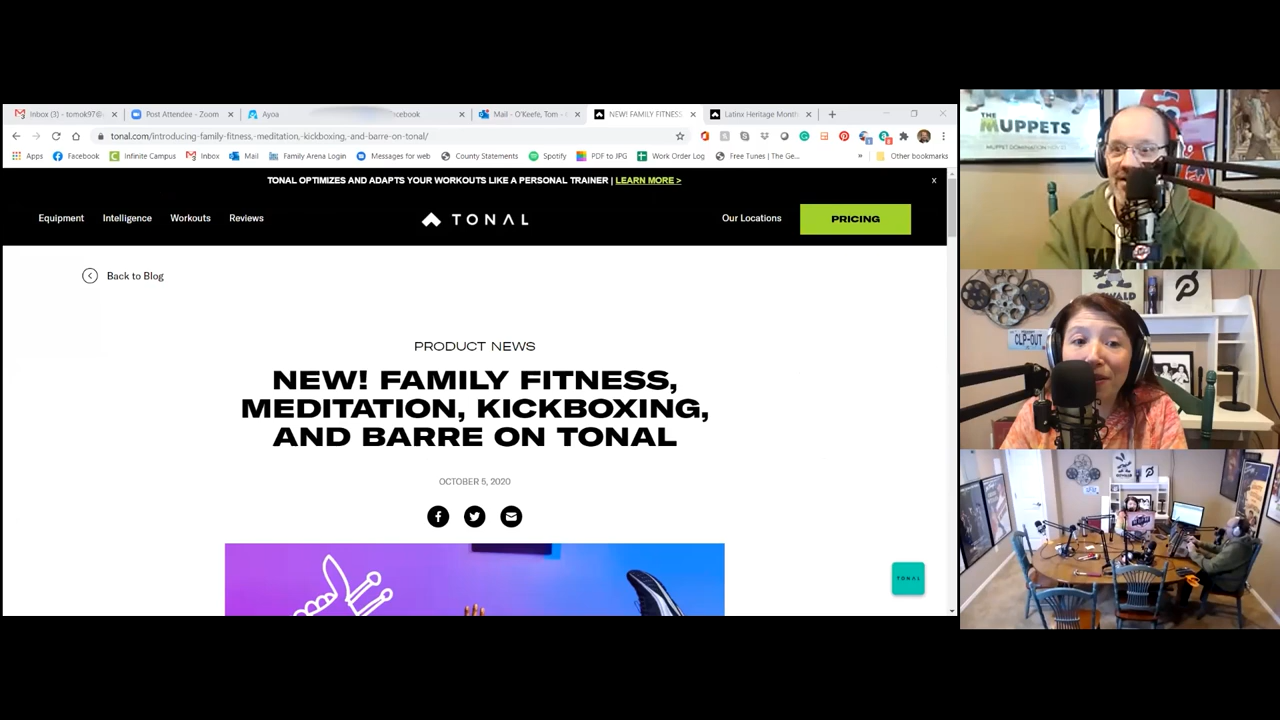 Inbox (3) - tomok97@
Post Attendee - Zoom
Ayoa
cebook
Mail - O'Keefe, Tom -
NEW! FAMILY FITNESS,
Latinx Heritage Month
tonal.com/introducing-family-fitness,-meditation,-kickboxing,-and-barre-on-tonal/
Apps
Facebook
Infinite Campus
Inbox
Mail
Family Arena Login
Messages for web
County Statements
Spotify
PDF to JPG
Work Order Log
Free Tunes | The Ge...
»
Other bookmarks
TONAL OPTIMIZES AND ADAPTS YOUR WORKOUTS LIKE A PERSONAL TRAINER | LEARN MORE >
x
Equipment
Intelligence
Workouts
Reviews
TONAL
Our Locations
PRICING
Back to Blog
PRODUCT NEWS
NEW! FAMILY FITNESS,
MEDITATION, KICKBOXING,
AND BARRE ON TONAL
OCTOBER 5, 2020
TONAL
THE
MUPPETS
CLP-OUT